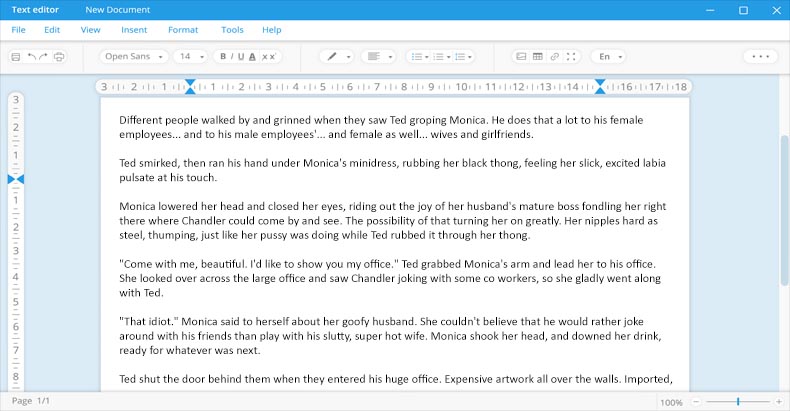 Text editor New Document
File Edit View Insert Format Tools Help
Open Sans 14 B I U A x x' En
3 2 1 1 2 3 4 5 6 7 8 9 10 11 12 13 14 16 17 18
3
2
1
1
2
3
4
5
6
7
8
Different people walked by and grinned when they saw Ted groping Monica. He does that a lot to his female
employees... and to his male employees'... and female as well... wives and girlfriends.
Ted smirked, then ran his hand under Monica's minidress, rubbing her black thong, feeling her slick, excited labia
pulsate at his touch.
Monica lowered her head and closed her eyes, riding out the joy of her husband's mature boss fondling her right
there where Chandler could come by and see. The possibility of that turning her on greatly. Her nipples hard as
steel, thumping, just like her pussy was doing while Ted rubbed it through her thong.
"Come with me, beautiful. I'd like to show you my office." Ted grabbed Monica's arm and lead her to his office.
She looked over across the large office and saw Chandler joking with some co workers, so she gladly went along
with Ted.
"That idiot." Monica said to herself about her goofy husband. She couldn't believe that he would rather joke
around with his friends than play with his slutty, super hot wife. Monica shook her head, and downed her drink,
ready for whatever was next.
Ted shut the door behind them when they entered his huge office. Expensive artwork all over the walls. Imported,
Page 1/1 100%